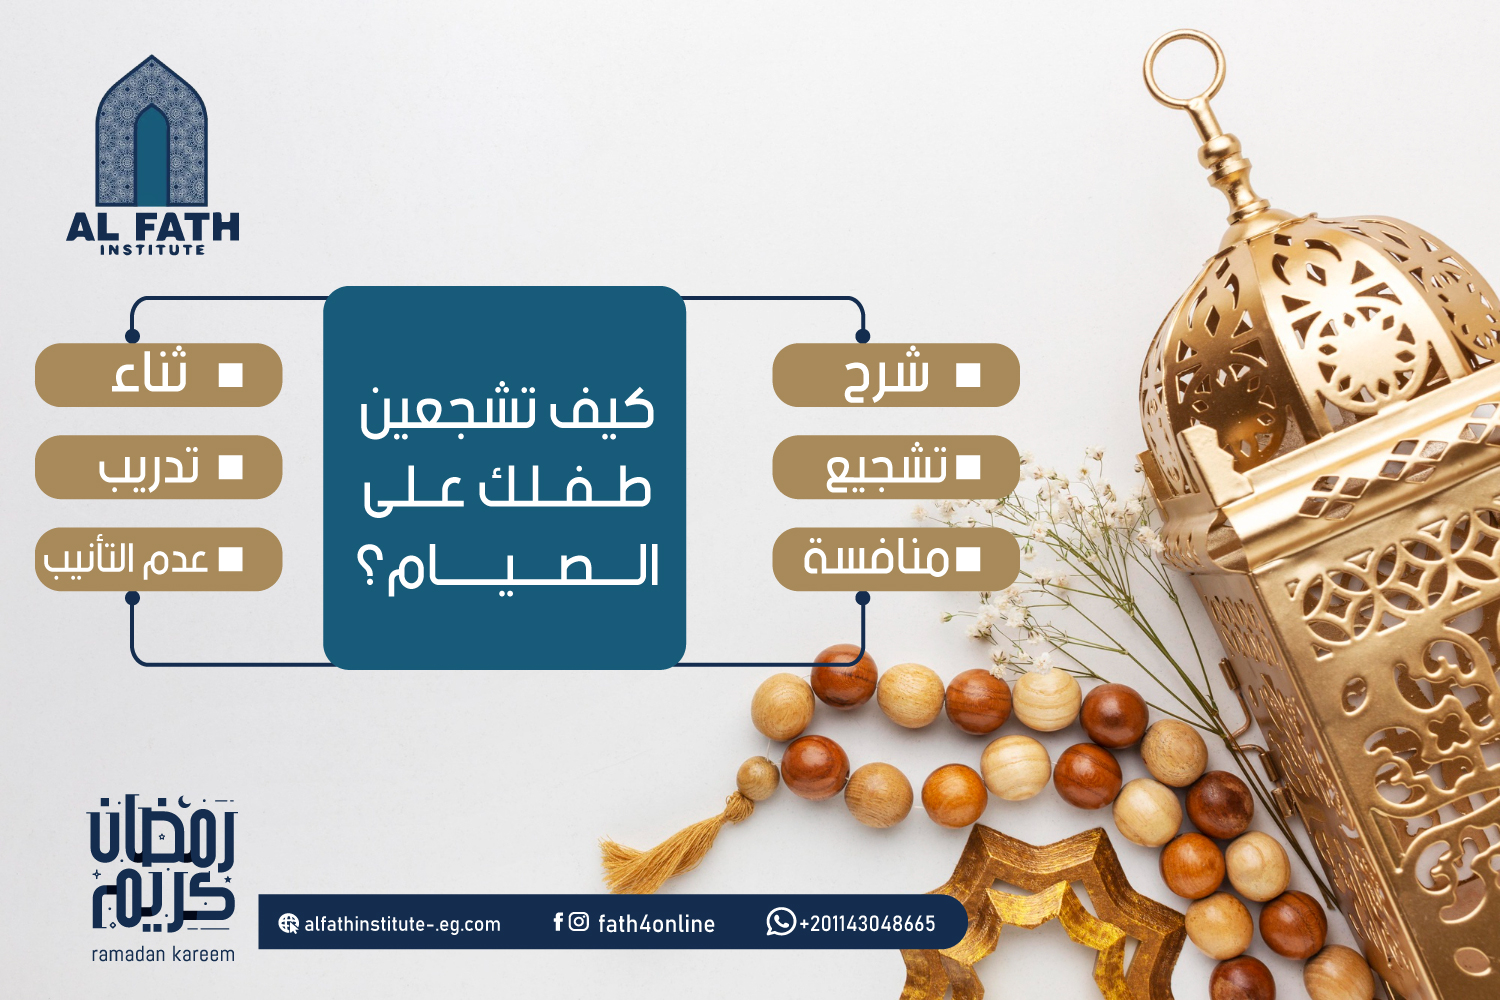 AL FATH
INSTITUTE
كيف تشجعين
طفلك على
الصيام؟
شرح
تشجيع
منافسة
ثناء
تدريب
عدم التأنيب
رمضان
كريم
ramadan kareem
alfathinstitute-.eg.com
fath4online
+201143048665